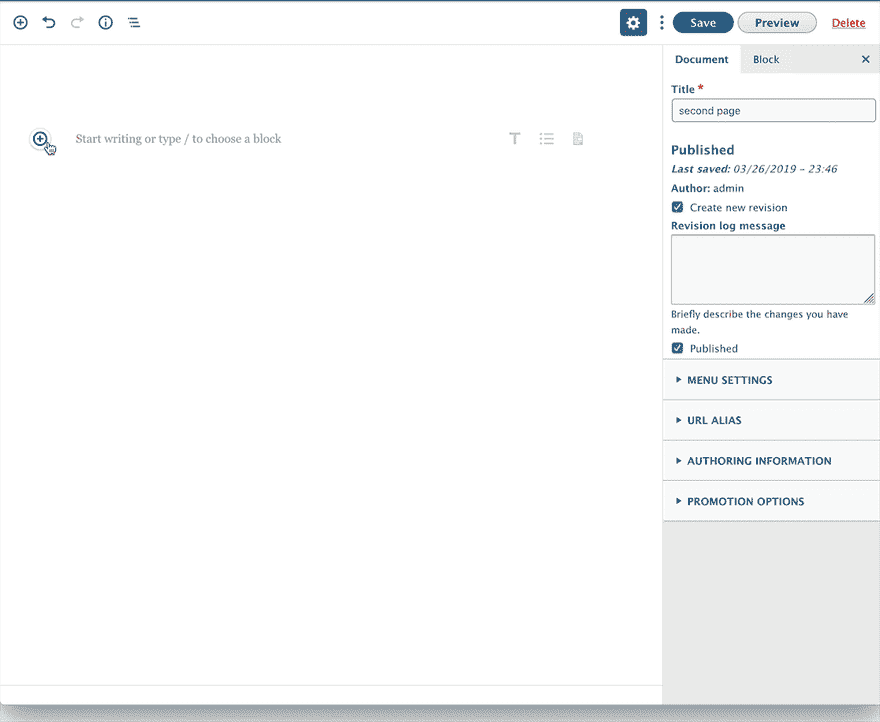 Save Preview Delete
Document Block
Title *
second page
Start writing or type / to choose a block
Published
Last saved: 03/26/2019 - 23:46
Author: admin
Create new revision
Revision log message
Briefly describe the changes you have
made.
Published
MENU SETTINGS
URL ALIAS
AUTHORING INFORMATION
PROMOTION OPTIONS